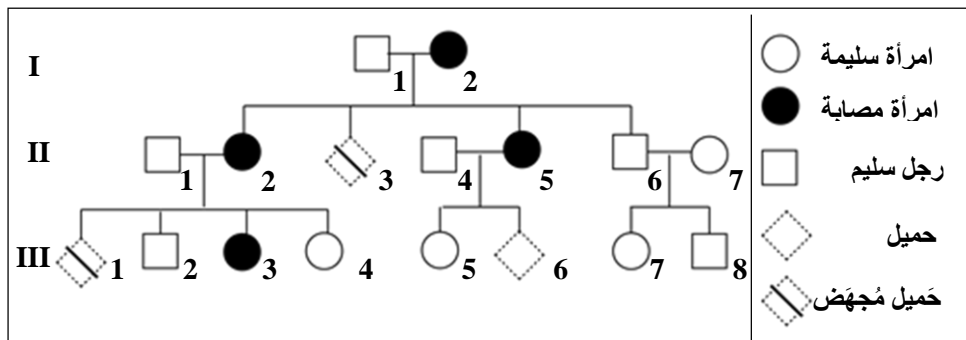 I
1 2
II
1 2 3 4 5 6 7
III
1 2 3 4 5 6 7 8
امرأة سليمة
امرأة مصابة
رجل سليم
حميل
حَميل مُجهَض